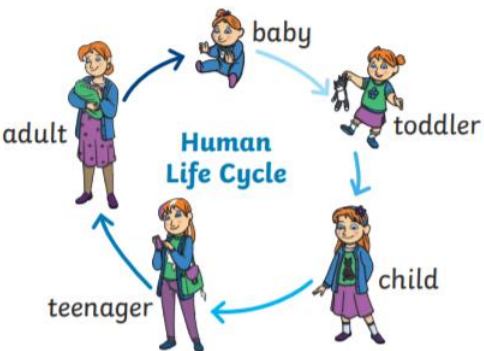 baby
toddler
adult
Human
Life Cycle
child
teenager